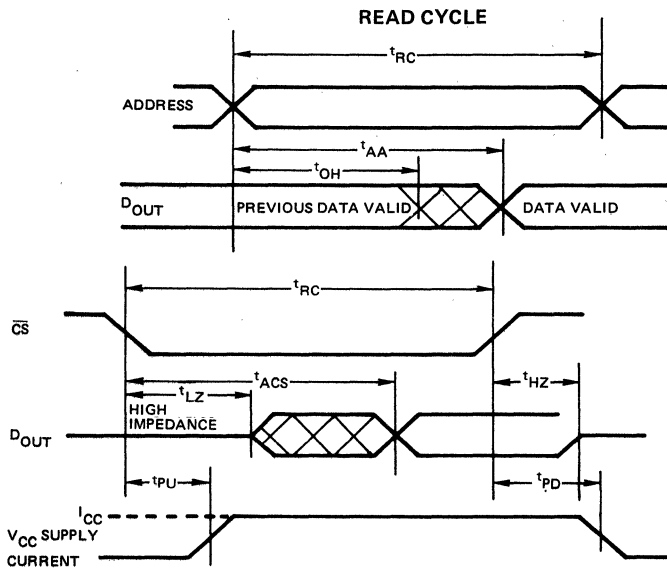 READ CYCLE
tRC
ADDRESS
tAA
tOH
DOUT
PREVIOUS DATA VALID
DATA VALID
tRC
CS
tACS
tLZ
tHZ
HIGH
IMPEDANCE
DOUT
tPU
tPD
ICC
VCC SUPPLY
CURRENT